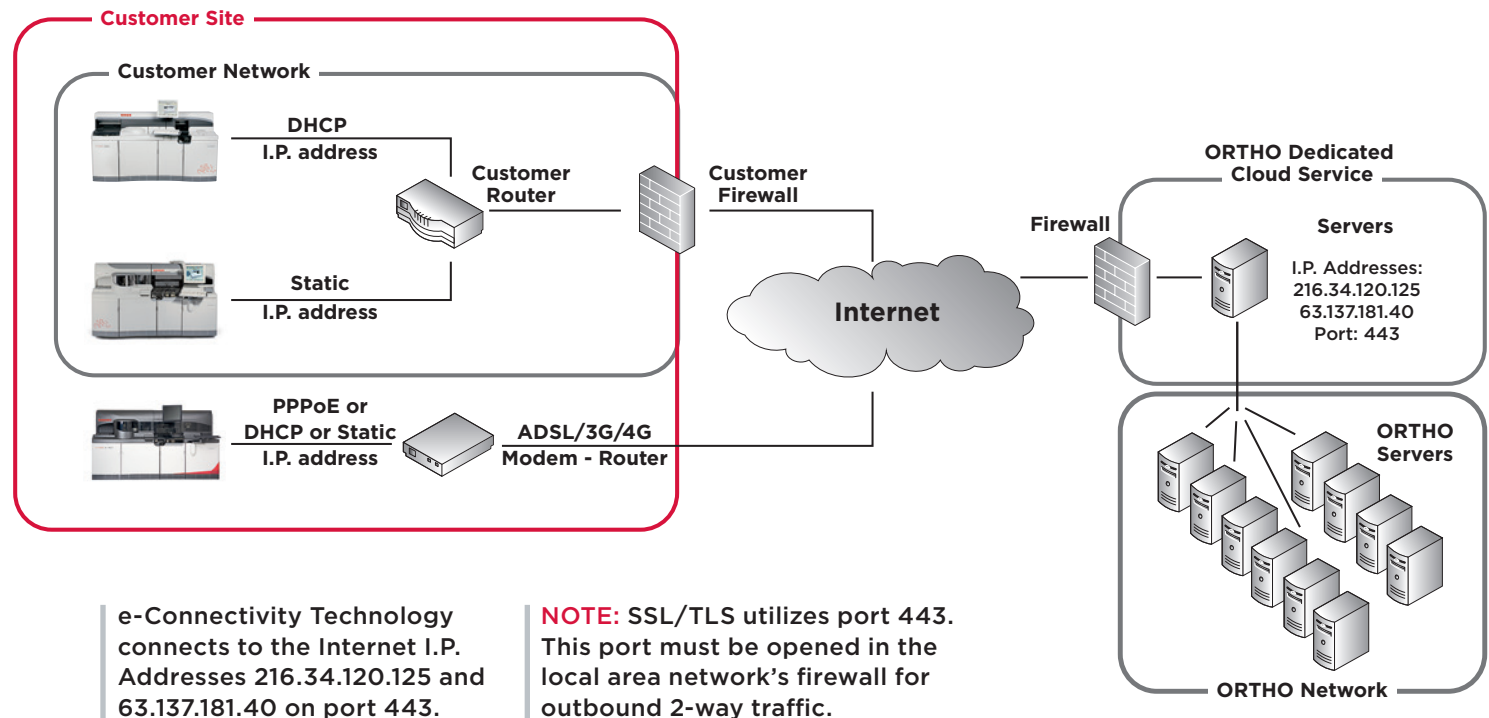 Customer Site
Customer Network
DHCP
I.P. address
Customer
Router
Customer
Firewall
Static
I.P. address
PPPoE or
DHCP or Static
I.P. address
ADSL/3G/4G
Modem - Router
Internet
Firewall
ORTHO Dedicated
Cloud Service
Servers
I.P. Addresses:
216.34.120.125
63.137.181.40
Port: 443
ORTHO
Servers
ORTHO Network
e-Connectivity Technology
connects to the Internet I.P.
Addresses 216.34.120.125 and
63.137.181.40 on port 443.
NOTE: SSL/TLS utilizes port 443.
This port must be opened in the
local area network's firewall for
outbound 2-way traffic.